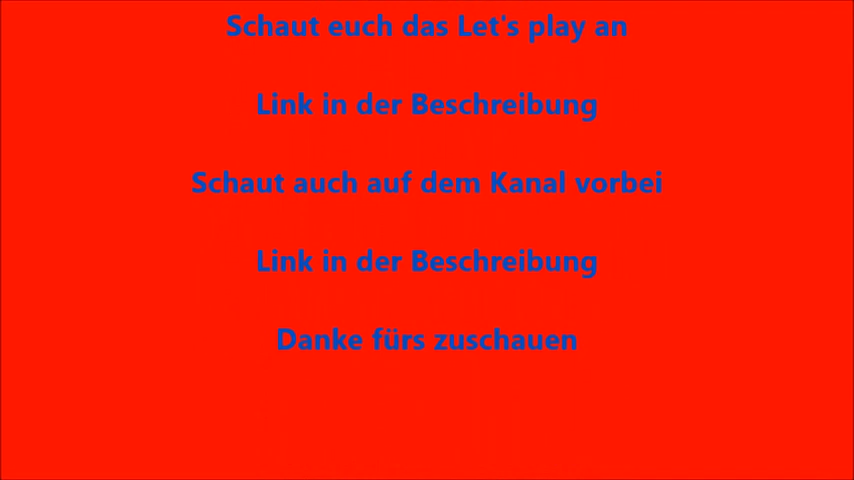 Schaut euch das Let's play an
Link in der Beschreibung
Schaut auch auf dem Kanal vorbei
Link in der Beschreibung
Danke fürs zuschauen